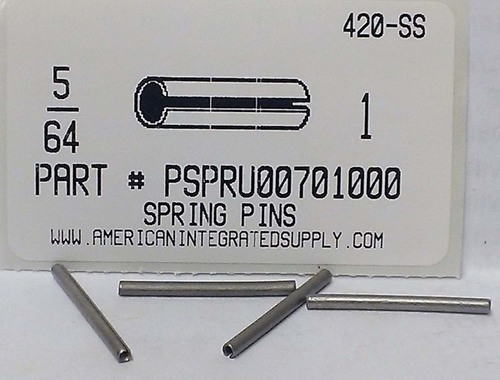 420-SS
5
64
1
PART # PSPRU00701000
SPRING PINS
WWW.AMERICANINTEGRATEDSUPPLY.COM